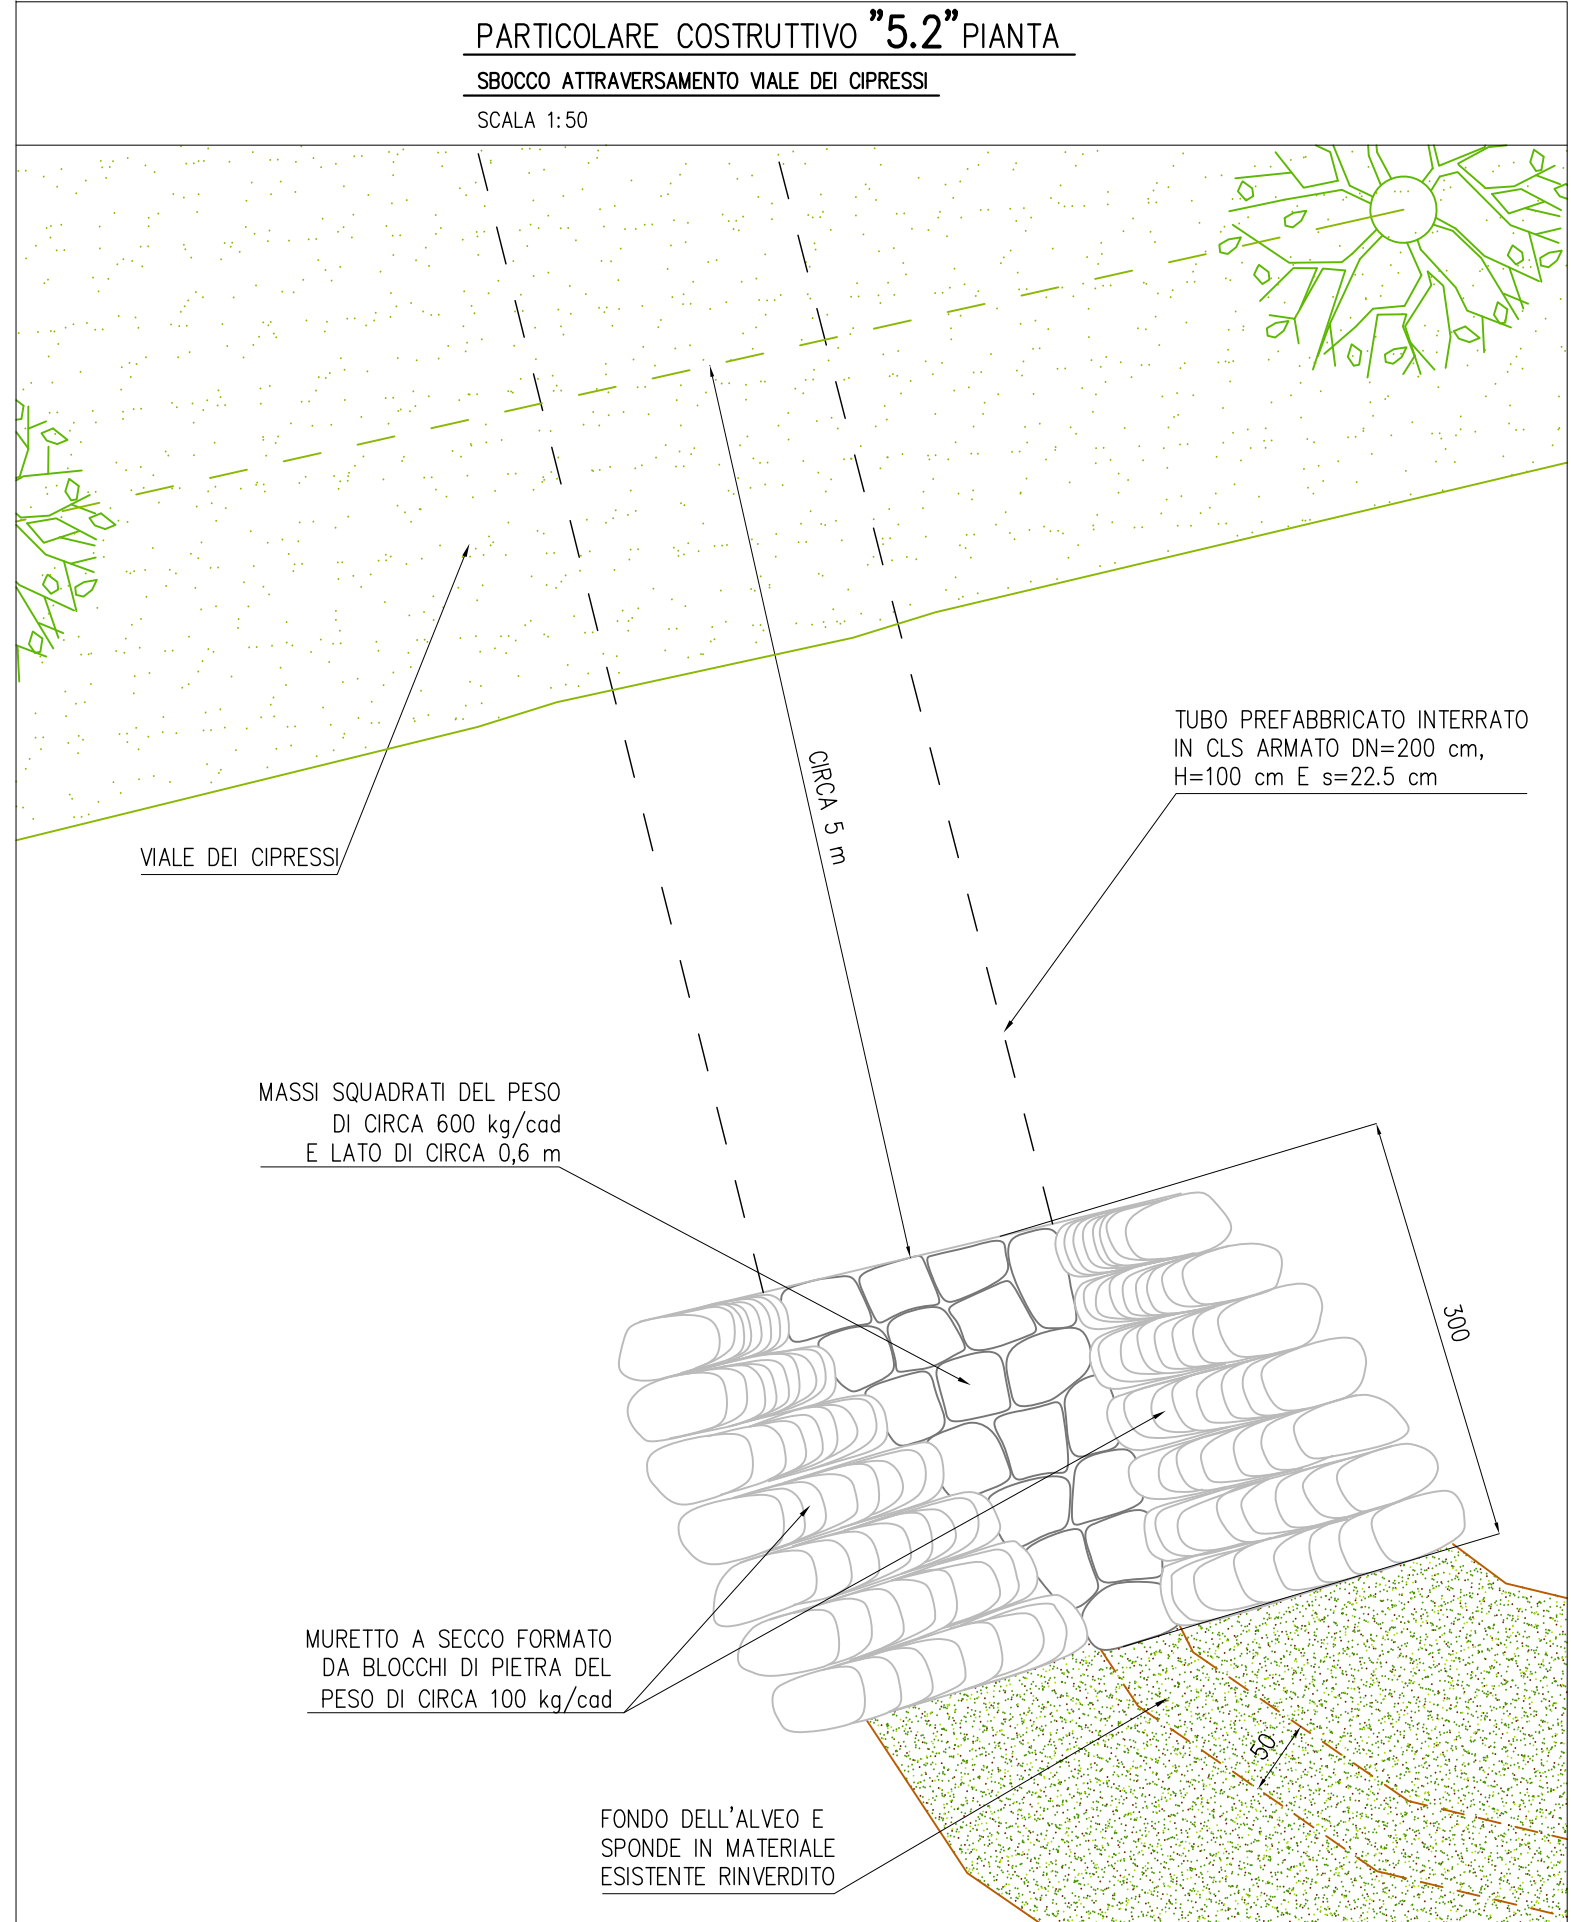 PARTICOLARE COSTRUTTIVO "5.2" PIANTA
SBOCCO ATTRAVERSAMENTO VIALE DEI CIPRESSI
SCALA 1:50
TUBO PREFABBRICATO INTERRATO
IN CLS ARMATO DN=200 cm,
H=100 cm E s=22.5 cm
CIRCA 5 m
VIALE DEI CIPRESSI
MASSI SQUADRATI DEL PESO
DI CIRCA 600 kg/cad
E LATO DI CIRCA 0,6 m
300
MURETTO A SECCO FORMATO
DA BLOCCHI DI PIETRA DEL
PESO DI CIRCA 100 kg/cad
50
FONDO DELL'ALVEO E
SPONDE IN MATERIALE
ESISTENTE RINVERDITO